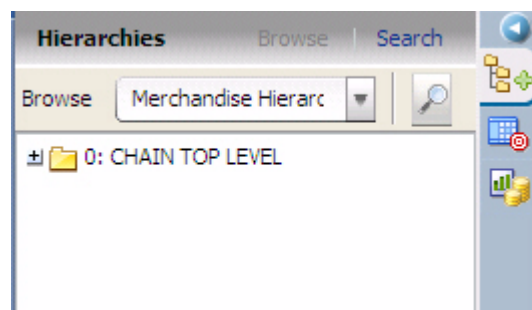 Hierarchies Browse Search
Browse Merchandise Hierarc
0: CHAIN TOP LEVEL